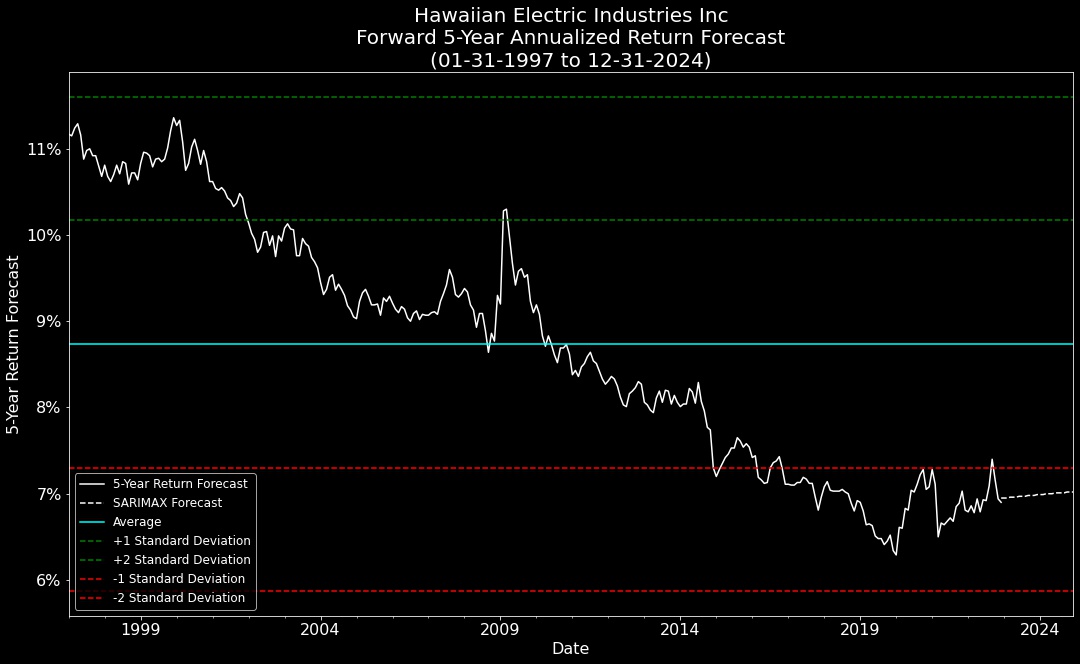 Hawaiian Electric Industries Inc
Forward 5-Year Annualized Return Forecast
(01-31-1997 to 12-31-2024)
5-Year Return Forecast
11%
10%
9%
8%
7%
6%
5-Year Return Forecast
SARIMAX Forecast
Average
+1 Standard Deviation
+2 Standard Deviation
-1 Standard Deviation
-2 Standard Deviation
1999 2004 2009 2014 2019 2024
Date